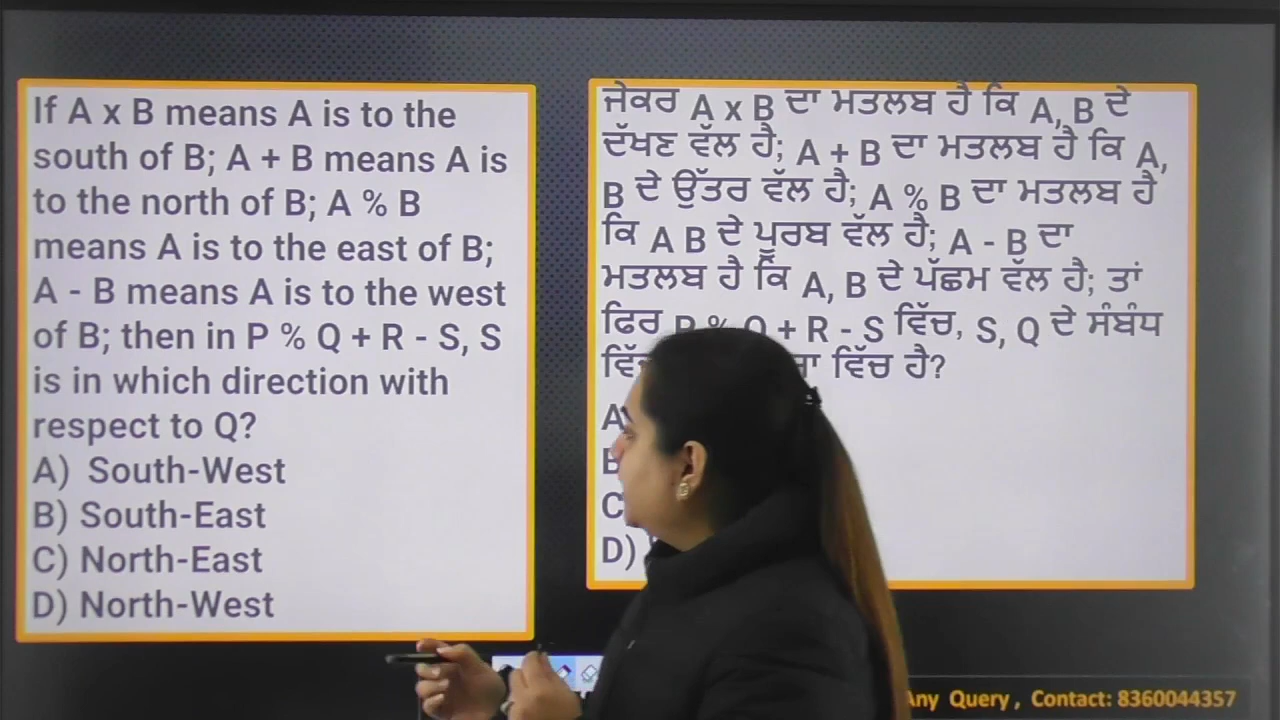 If A x B means A is to the
south of B; A + B means A is
to the north of B; A % B
means A is to the east of B;
A - B means A is to the west
of B; then in P % Q + R - S, S
is in which direction with
respect to Q?
A) South-West
B) South-East
C) North-East
D) North-West
ਜੇਕਰ A x B ਦਾ ਮਤਲਬ ਹੈ ਕਿ A, B ਦੇ
ਦੱਖਣ ਵੱਲ ਹੈ; A + B ਦਾ ਮਤਲਬ ਹੈ ਕਿ A,
B ਦੇ ਉੱਤਰ ਵੱਲ ਹੈ; A % B ਦਾ ਮਤਲਬ ਹੈ
ਕਿ A B ਦੇ ਪੂਰਬ ਵੱਲ ਹੈ; A - B ਦਾ
ਮਤਲਬ ਹੈ ਕਿ A, B ਦੇ ਪੱਛਮ ਵੱਲ ਹੈ; ਤਾਂ
ਫਿਰ P % Q + R - S ਵਿੱਚ, S, Q ਦੇ ਸੰਬੰਧ
ਵਿੱਚ ਹੈ?
D)
Any Query , Contact: 8360044357